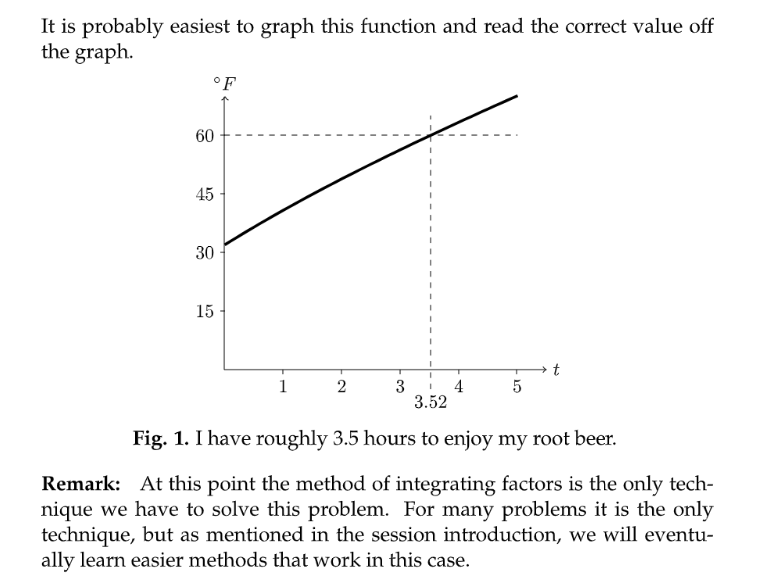 It is probably easiest to graph this function and read the correct value off
the graph.
°F
60
45
30
15
t
1 2 3 4 5
3.52
Fig. 1. I have roughly 3.5 hours to enjoy my root beer.
Remark: At this point the method of integrating factors is the only tech-
nique we have to solve this problem. For many problems it is the only
technique, but as mentioned in the session introduction, we will eventu-
ally learn easier methods that work in this case.